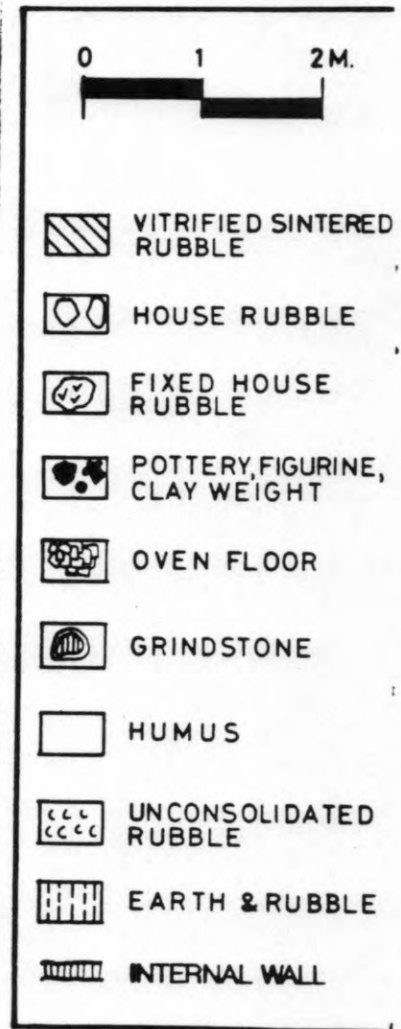 0 1 2 M.
VITRIFIED SINTERED
RUBBLE
HOUSE RUBBLE
FIXED HOUSE
RUBBLE
POTTERY, FIGURINE,
CLAY WEIGHT
OVEN FLOOR
GRINDSTONE
HUMUS
UNCONSOLIDATED
RUBBLE
EARTH & RUBBLE
INTERNAL WALL